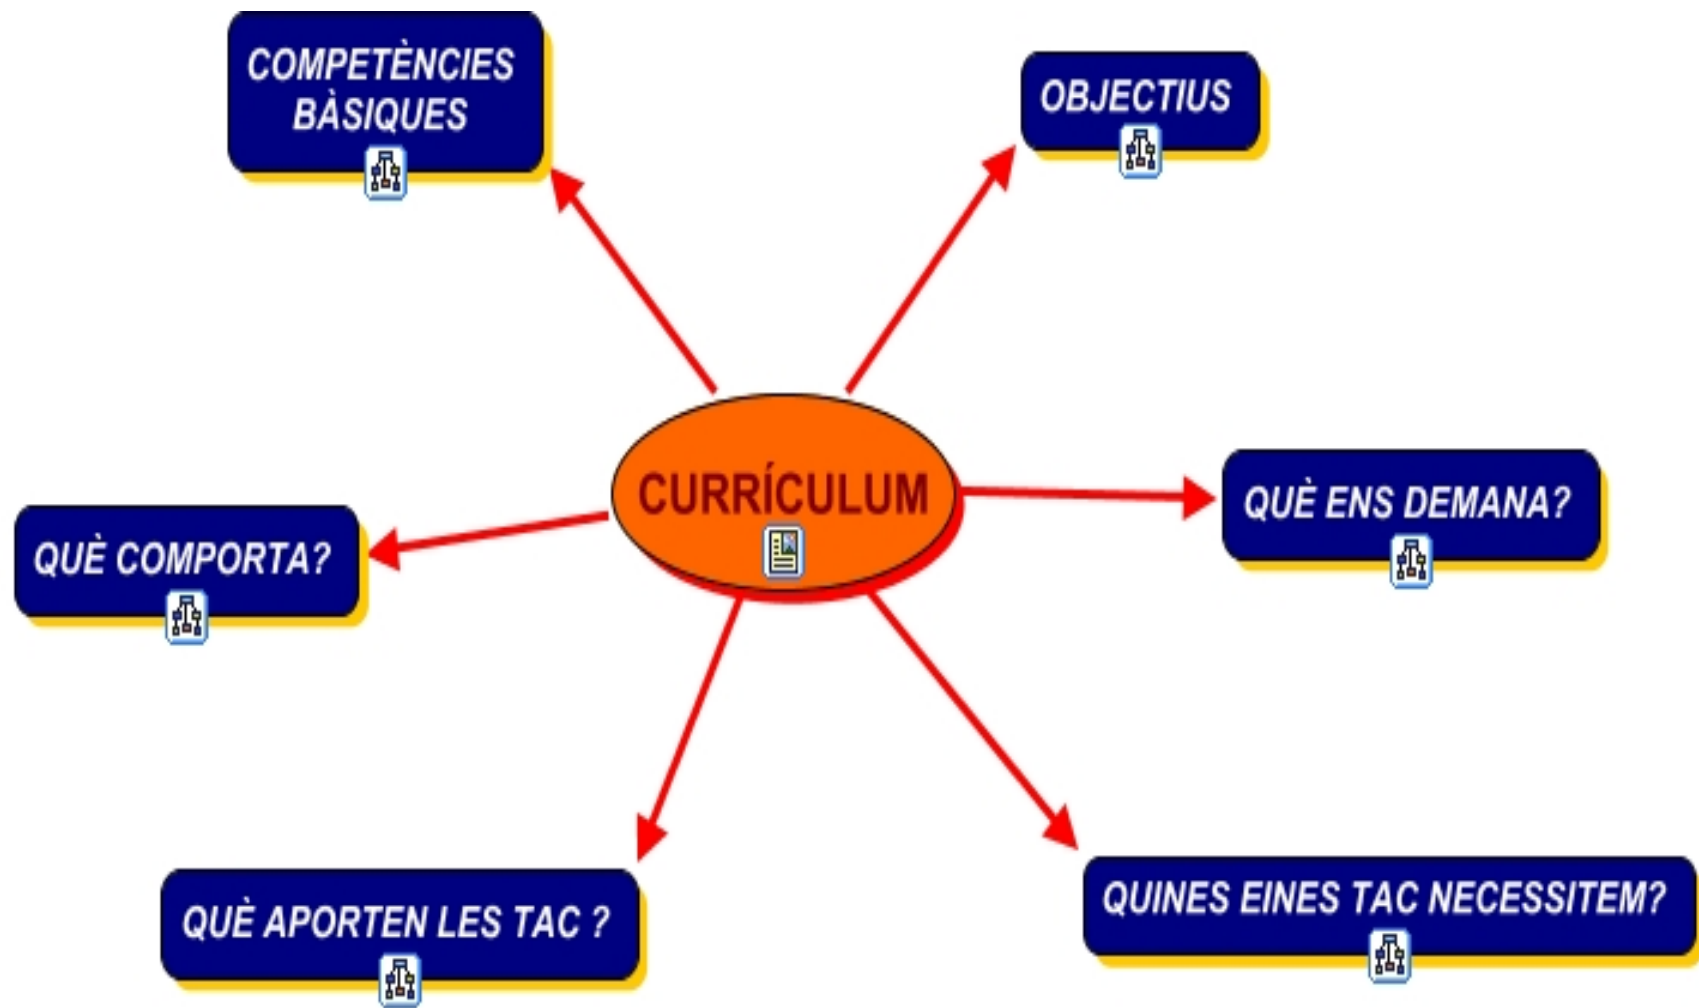 COMPETÈNCIES
BÀSIQUES
OBJECTIUS
CURRÍCULUM
QUÈ ENS DEMANA?
QUÈ COMPORTA?
QUÈ APORTEN LES TAC ?
QUINES EINES TAC NECESSITEM?